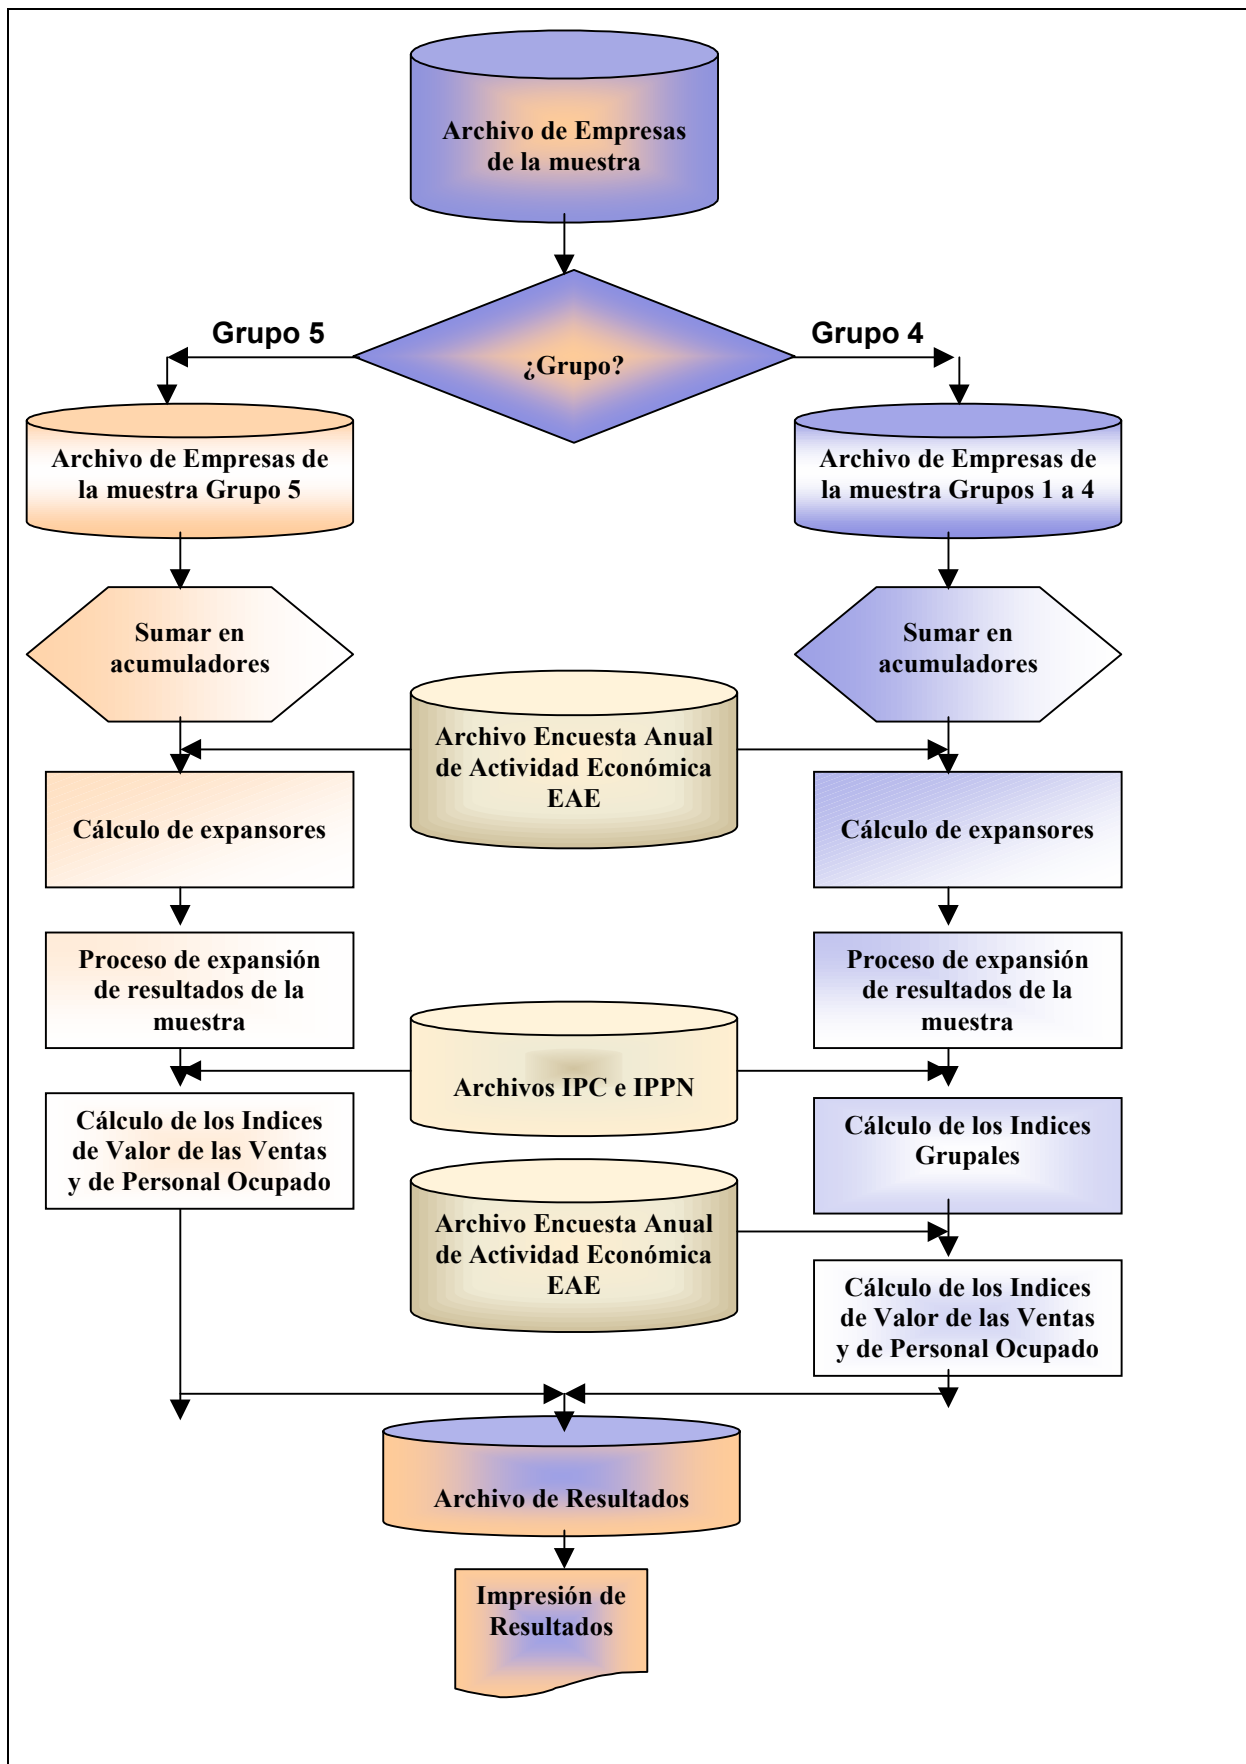 Archivo de Empresas
de la muestra
Grupo 5
Grupo 4
¿Grupo?
Archivo de Empresas de
la muestra Grupo 5
Archivo de Empresas de
la muestra Grupos 1 a 4
Sumar en
acumuladores
Sumar en
acumuladores
Archivo Encuesta Anual
de Actividad Económica
EAE
Cálculo de expansores
Cálculo de expansores
Proceso de expansión
de resultados de la
muestra
Proceso de expansión
de resultados de la
muestra
Archivos IPC e IPPN
Cálculo de los Indices
de Valor de las Ventas
y de Personal Ocupado
Cálculo de los Indices
Grupales
Archivo Encuesta Anual
de Actividad Económica
EAE
Cálculo de los Indices
de Valor de las Ventas
y de Personal Ocupado
Archivo de Resultados
Impresión de
Resultados